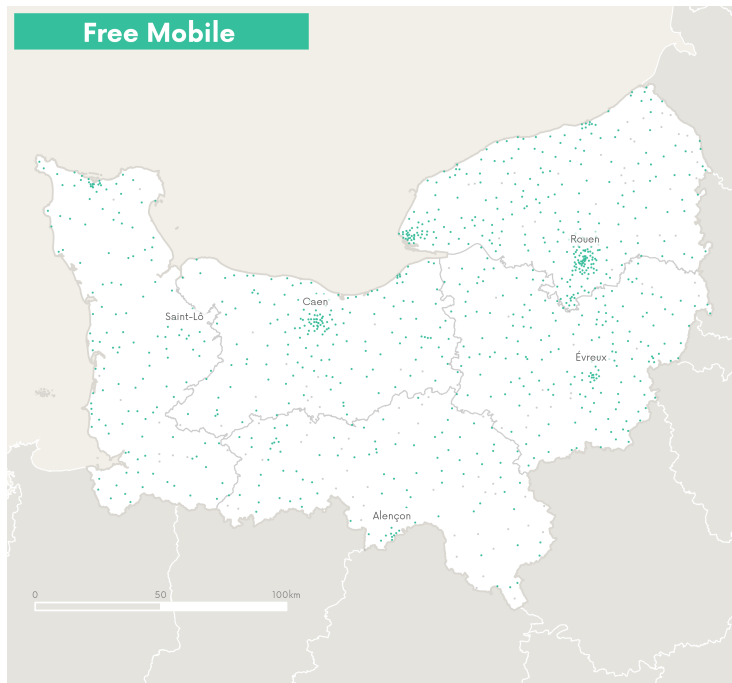 Free Mobile
Rouen
Caen
Saint-Lô
Évreux
Alençon
0 50 100km